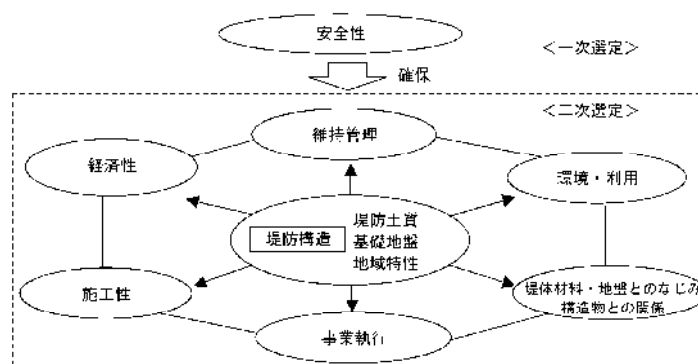 安全性
＜一次選定＞
確保
＜二次選定＞
維持管理
経済性
環境・利用
堤防構造
堤防土質
基礎地盤
地域特性
施工性
堤体材料・地盤とのなじみ
構造物との関係
事業執行